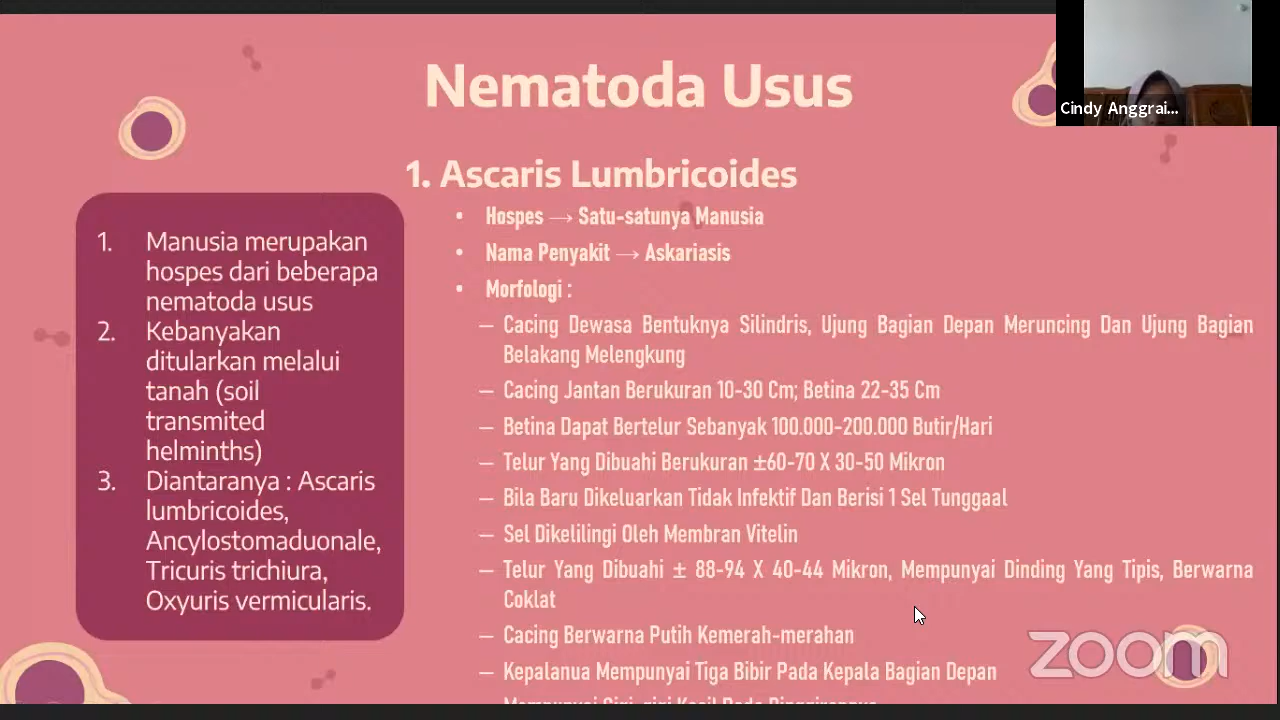 Nematoda Usus
Cindy Anggrai...
1. Ascaris Lumbricoides
• Hospes → Satu-satunya Manusia
• Nama Penyakit → Askariasis
• Morfologi :
– Cacing Dewasa Bentuknya Silindris, Ujung Bagian Depan Meruncing Dan Ujung Bagian
Belakang Melengkung
– Cacing Jantan Berukuran 10-30 Cm; Betina 22-35 Cm
– Betina Dapat Bertelur Sebanyak 100.000-200.000 Butir/Hari
– Telur Yang Dibuahi Berukuran ±60-70 X 30-50 Mikron
– Bila Baru Dikeluarkan Tidak Infektif Dan Berisi 1 Sel Tunggaal
– Sel Dikelilingi Oleh Membran Vitelin
– Telur Yang Dibuahi ± 88-94 X 40-44 Mikron, Mempunyai Dinding Yang Tipis, Berwarna
Coklat
– Cacing Berwarna Putih Kemerah-merahan
– Kepalanua Mempunyai Tiga Bibir Pada Kepala Bagian Depan
Mempunyai Gigi-gigi Kecil Pada Pinggirannya
1. Manusia merupakan
hospes dari beberapa
nematoda usus
2. Kebanyakan
ditularkan melalui
tanah (soil
transmited
helminths)
3. Diantaranya : Ascaris
lumbricoides,
Ancylostomaduonale,
Tricuris trichiura,
Oxyuris vermicularis.
zoom